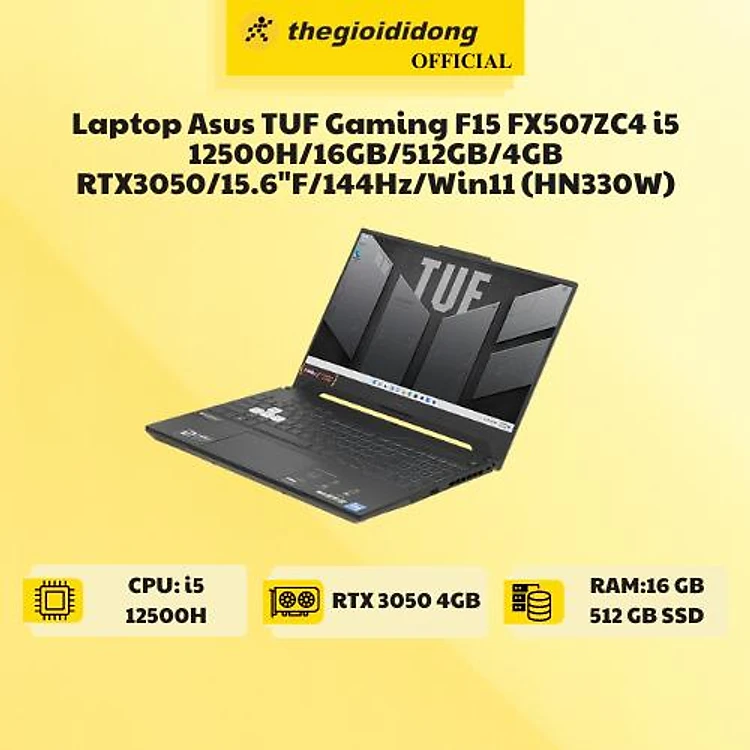 thegioididong
OFFICIAL
Laptop Asus TUF Gaming F15 FX507ZC4 i5
12500H/16GB/512GB/4GB
RTX3050/15.6"F/144Hz/Win11 (HN330W)
TUF
CPU: i5
12500H
RTX 3050 4GB
RAM:16 GB
512 GB SSD